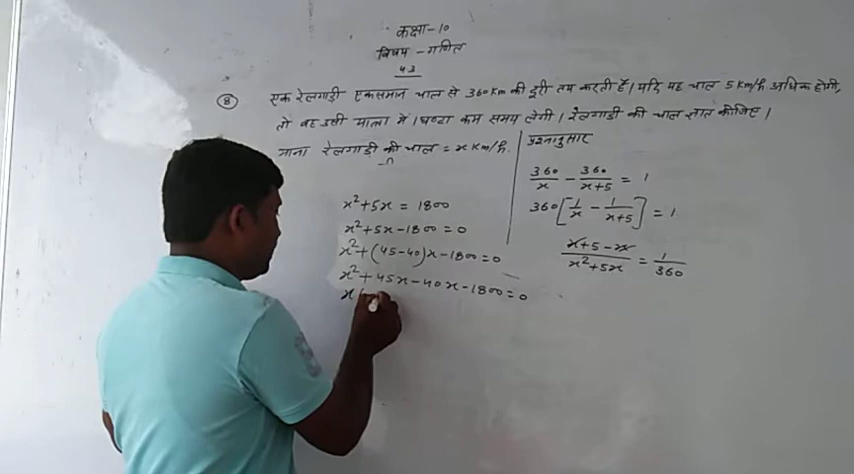 कक्षा-10
विषय - गणित
4.3
8 एक रेलगाड़ी एकसमान चाल से 360 Km की दूरी तय करती हैं। यदि यह चाल 5 Km/h अधिक होगी,
तो वह उसी यात्रा में 1 घण्टा कम समय लेगी। रेलगाड़ी की चाल ज्ञात कीजिए।
माना रेलगाड़ी की चाल = x Km/h.
x²+5x = 1800
x²+5x-1800=0
x²+(45-40)x-1800=0
x²+45x-40x-1800=0
x(
प्रश्नानुसार
360/x - 360/x+5 = 1
360[1/x - 1/x+5] = 1
x+5-x/x²+5x = 1/360